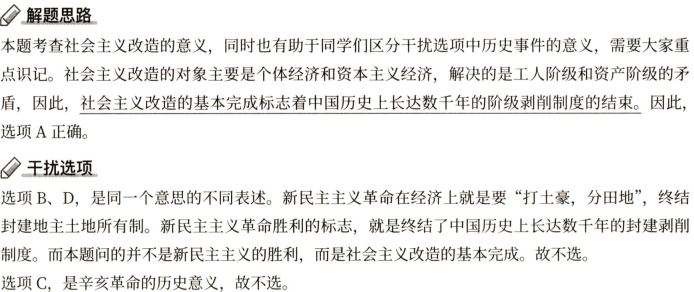 解题思路
本题考查社会主义改造的意义，同时也有助于同学们区分干扰选项中历史事件的意义，需要大家重
点识记。社会主义改造的对象主要是个体经济和资本主义经济，解决的是工人阶级和资产阶级的矛
盾，因此，社会主义改造的基本完成标志着中国历史上长达数千年的阶级剥削制度的结束。因此，
选项 A 正确。
干扰选项
选项 B、D，是同一个意思的不同表述。新民主主义革命在经济上就是要“打土豪，分田地”，终结
封建地主土地所有制。新民主主义革命胜利的标志，就是终结了中国历史上长达数千年的封建剥削
制度。而本题问的并不是新民主主义的胜利，而是社会主义改造的基本完成。故不选。
选项 C，是辛亥革命的历史意义，故不选。